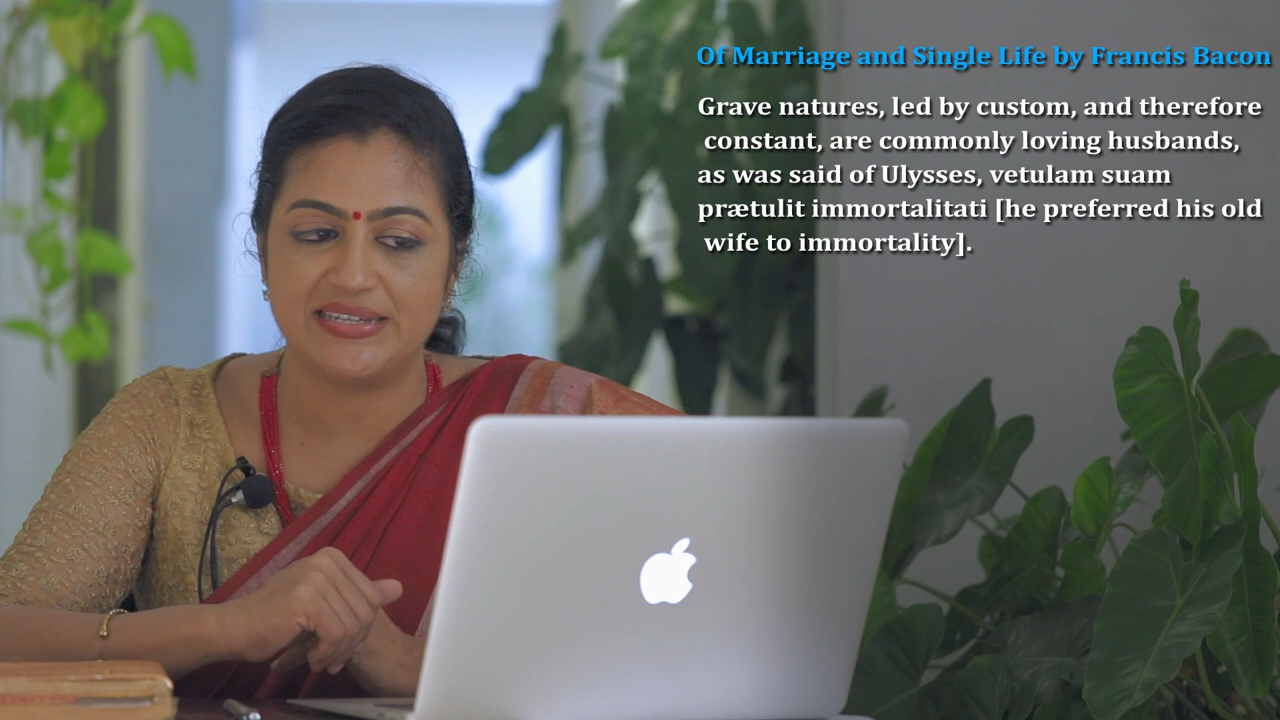 Of Marriage and Single Life by Francis Bacon
Grave natures, led by custom, and therefore
constant, are commonly loving husbands,
as was said of Ulysses, vetulam suam
prætulit immortalitati [he preferred his old
wife to immortality].